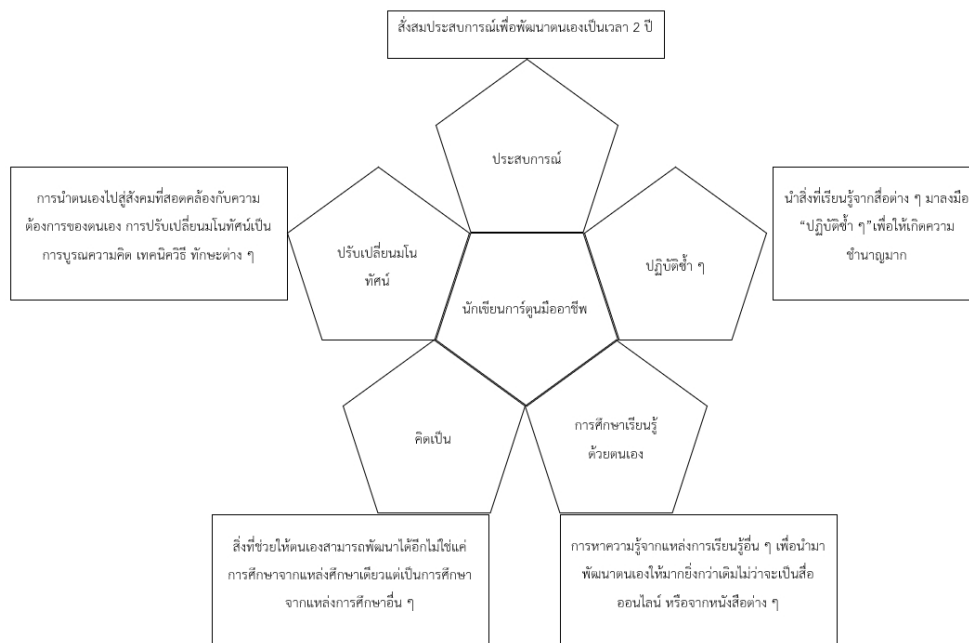 สั่งสมประสบการณ์เพื่อพัฒนาตนเองเป็นเวลา 2 ปี
ประสบการณ์
การนำตนเองไปสู่สังคมที่สอดคล้องกับความ
ต้องการของตนเอง การปรับเปลี่ยนมโนทัศน์เป็น
การบูรณความคิด เทคนิควิธี ทักษะต่าง ๆ
ปรับเปลี่ยนมโน
ทัศน์
ปฏิบัติซ้ำ ๆ
นำสิ่งที่เรียนรู้จากสื่อต่าง ๆ มาลงมือ
“ปฏิบัติซ้ำ ๆ”เพื่อให้เกิดความ
ชำนาญมาก
นักเขียนการ์ตูนมืออาชีพ
คิดเป็น
การศึกษาเรียนรู้
ด้วยตนเอง
สิ่งที่ช่วยให้ตนเองสามารถพัฒนาได้อีกไม่ใช่แค่
การศึกษาจากแหล่งศึกษาเดียวแต่เป็นการศึกษา
จากแหล่งการศึกษาอื่น ๆ
การหาความรู้จากแหล่งการเรียนรู้อื่น ๆ เพื่อนำมา
พัฒนาตนเองให้มากยิ่งกว่าเดิมไม่ว่าจะเป็นสื่อ
ออนไลน์ หรือจากหนังสือต่าง ๆ